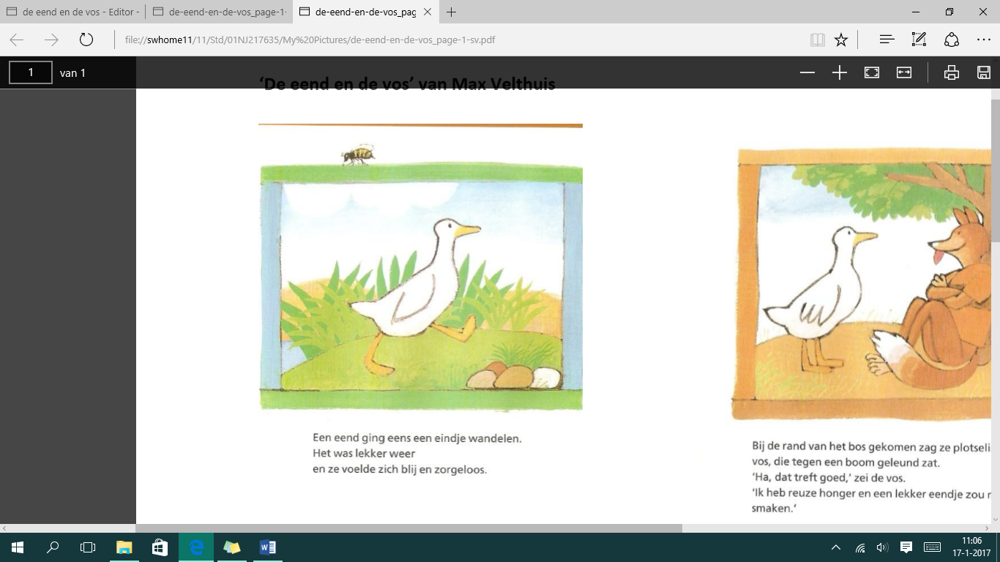 de eend en de vos - Editor -
de-eend-en-de-vos_page-1-
de-eend-en-de-vos_pag
file://swhome11/11/Std/01NJ217635/My%20Pictures/de-eend-en-de-vos_page-1-sv.pdf
1 van 1
‘De eend en de vos’ van Max Velthuis
Een eend ging eens een eindje wandelen.
Het was lekker weer
en ze voelde zich blij en zorgeloos.
Bij de rand van het bos gekomen zag ze plotseli
vos, die tegen een boom geleund zat.
‘Ha, dat treft goed,’ zei de vos.
‘Ik heb reuze honger en een lekker eendje zou
smaken.’
11:06
17-1-2017